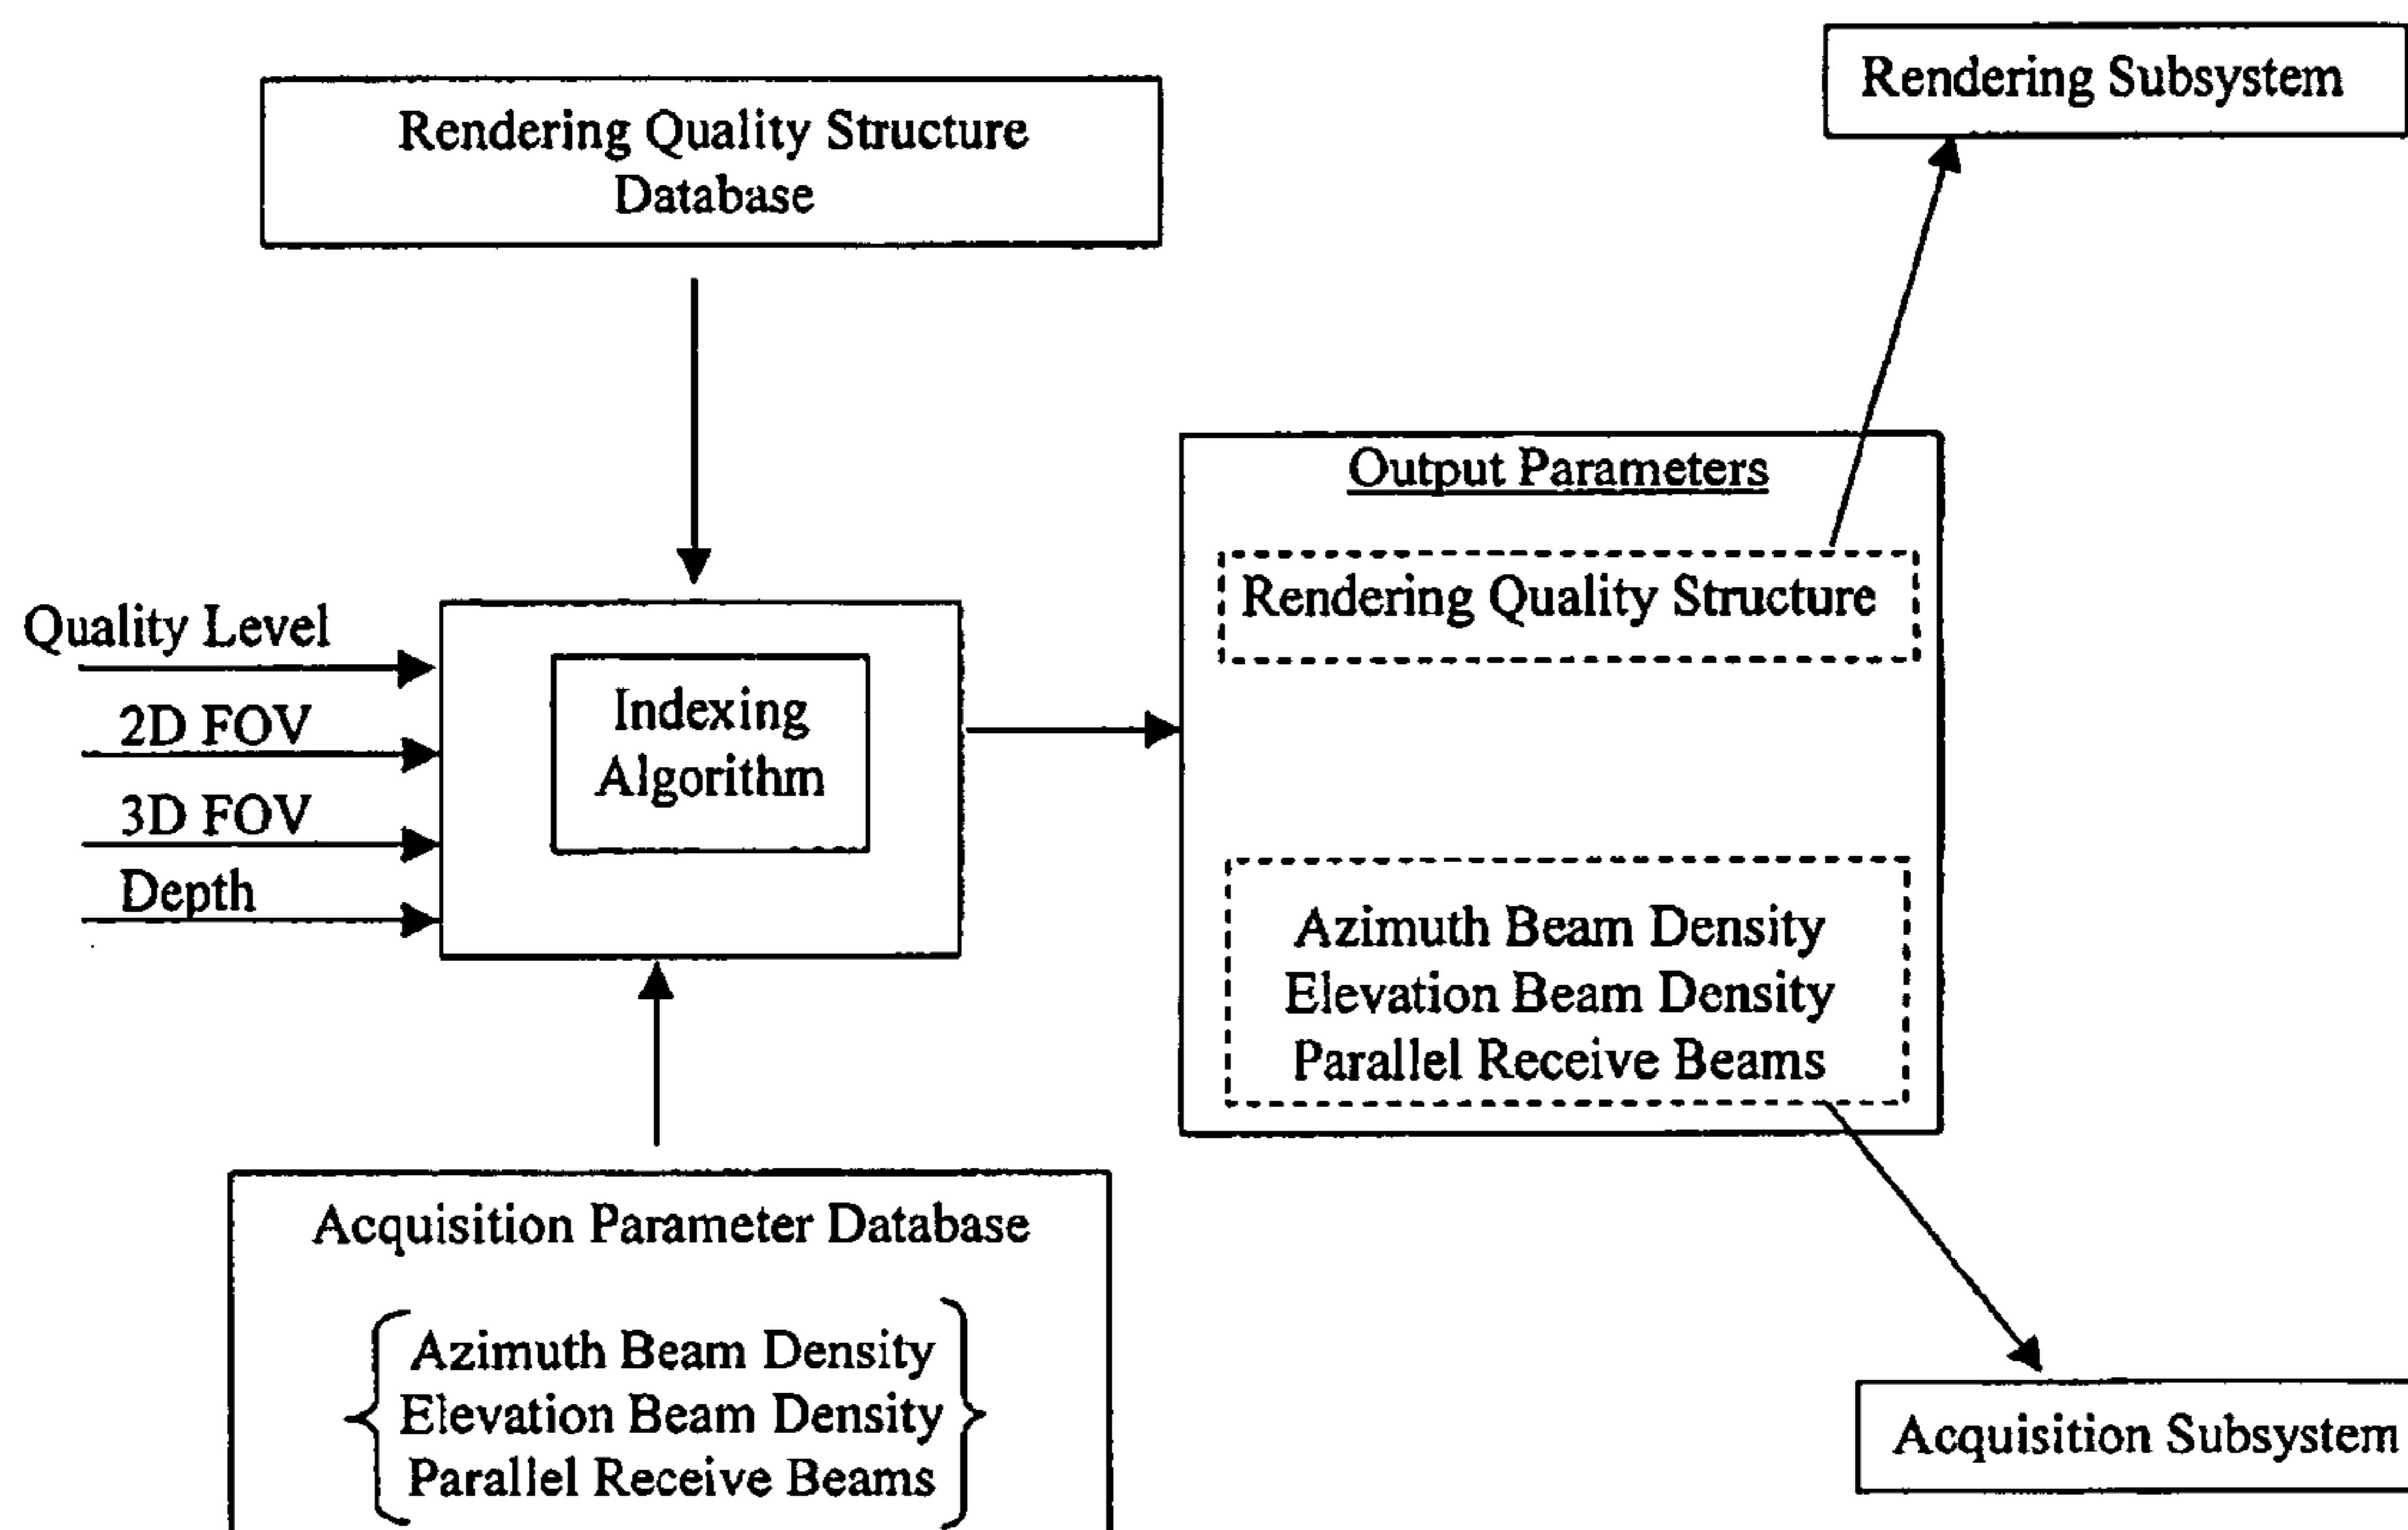 Rendering Subsystem
Rendering Quality Structure
Database
Output Parameters
Rendering Quality Structure
Quality Level
2D FOV
3D FOV
Depth
Indexing
Algorithm
Azimuth Beam Density
Elevation Beam Density
Parallel Receive Beams
Acquisition Parameter Database
Azimuth Beam Density
Elevation Beam Density
Parallel Receive Beams
Acquisition Subsystem